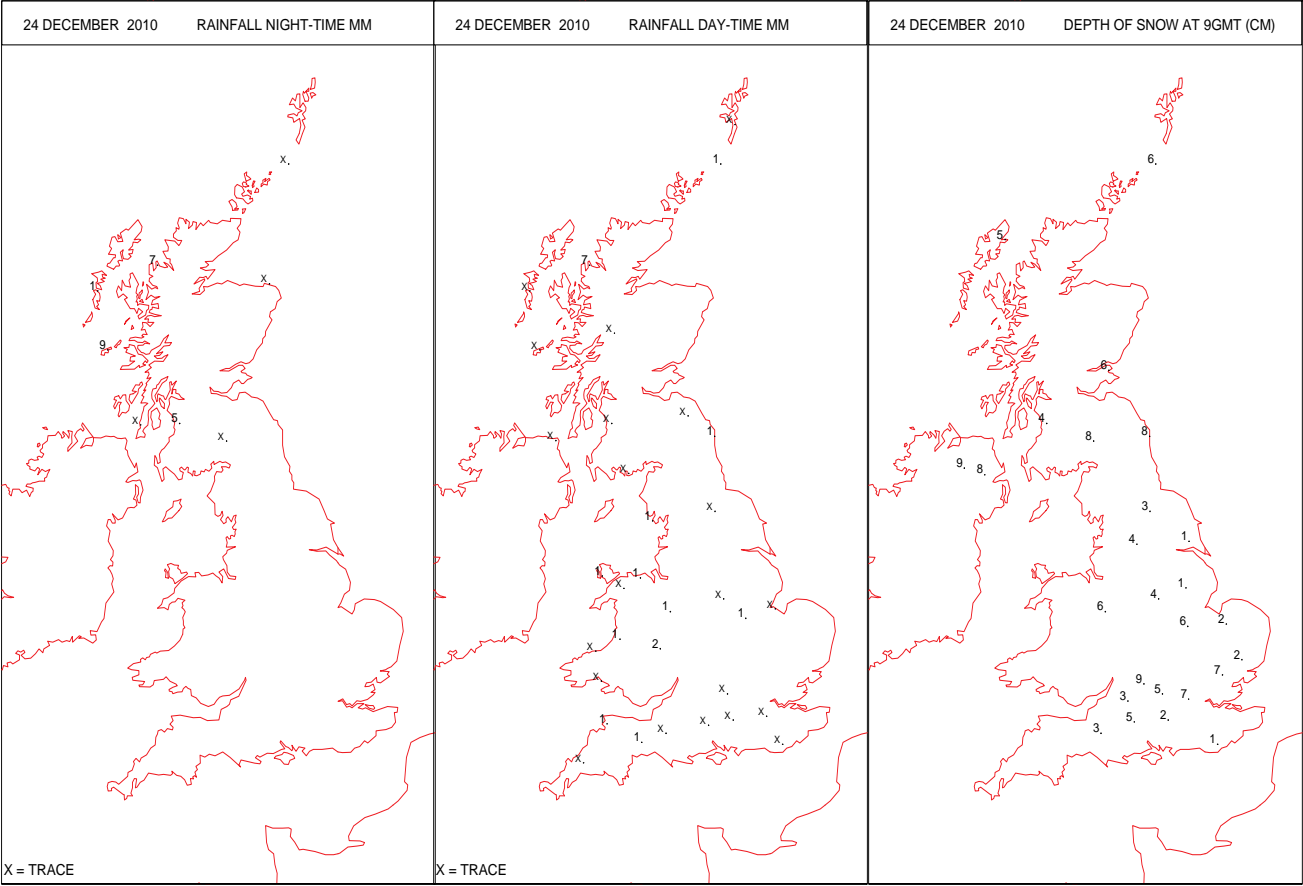 24 DECEMBER 2010 RAINFALL NIGHT-TIME MM
X.
7
X.
1
9
X. 5.
X.
X = TRACE
24 DECEMBER 2010 RAINFALL DAY-TIME MM
X.
1.
7
X.
X.
X.
X. X.
X. 1.
X.
X.
1.
1. 1.
X. X.
1. X.
1.
1. 2.
X.
X.
X.
1. X. X. X.
X.
1. X.
X.
X = TRACE
24 DECEMBER 2010 DEPTH OF SNOW AT 9GMT (CM)
6.
5.
6.
4.
8. 8.
9. 8.
3.
4. 1.
1.
4.
6. 6. 2.
2.
7.
9.
3. 5. 7.
5. 2.
3. 1.